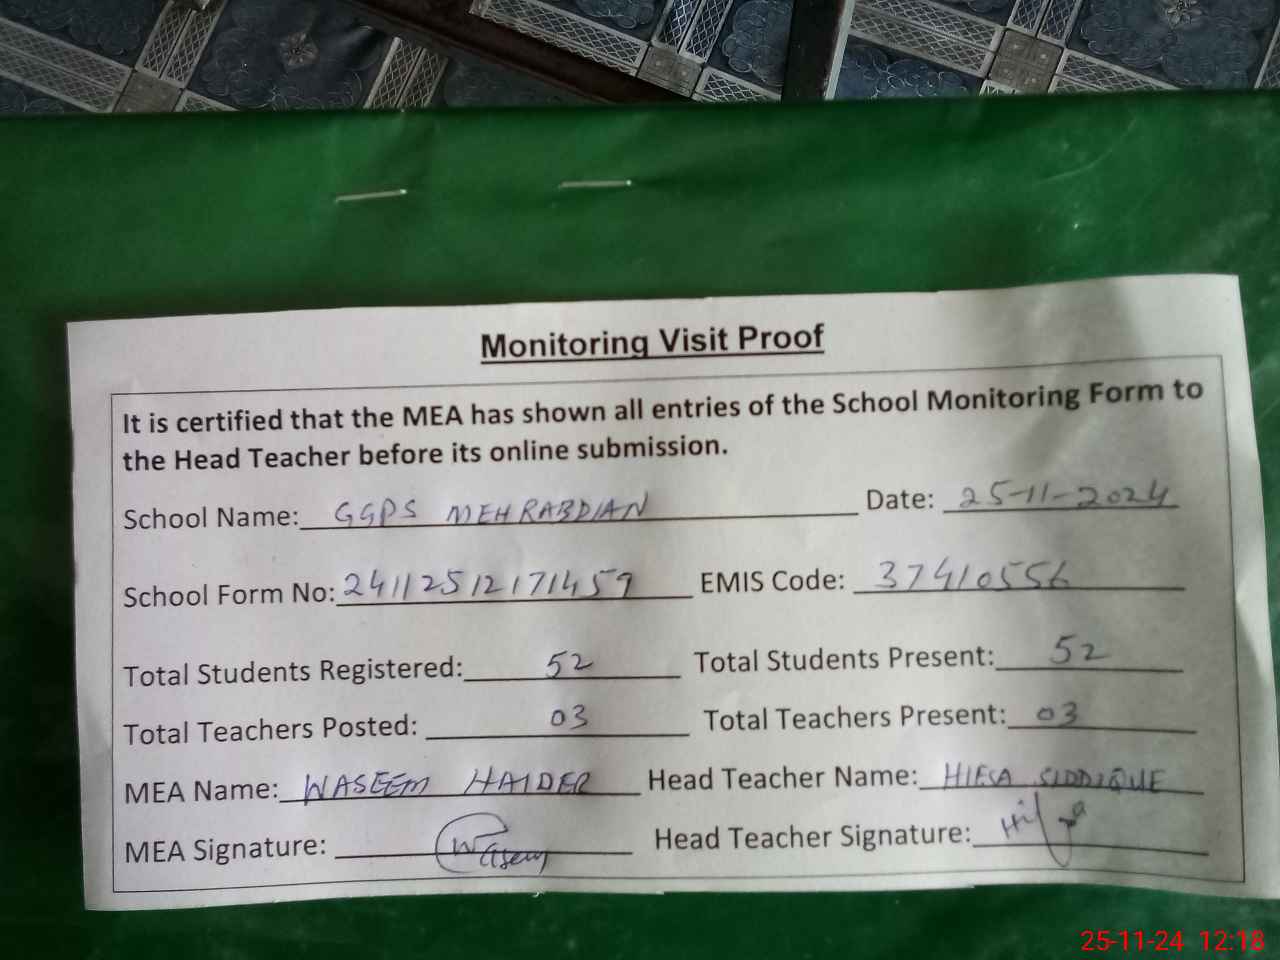 Monitoring Visit Proof
It is certified that the MEA has shown all entries of the School Monitoring Form to
the Head Teacher before its online submission.
School Name: GGPS MEHRABDIAN Date: 25-11-2024
School Form No: 24112512171459 EMIS Code: 37410556
Total Students Registered: 52 Total Students Present: 52
Total Teachers Posted: 03 Total Teachers Present: 03
MEA Name: WASEEM HAIDER Head Teacher Name: HIFSA SIDDIQUE
MEA Signature: Waseem Head Teacher Signature:
25-11-24 12:18